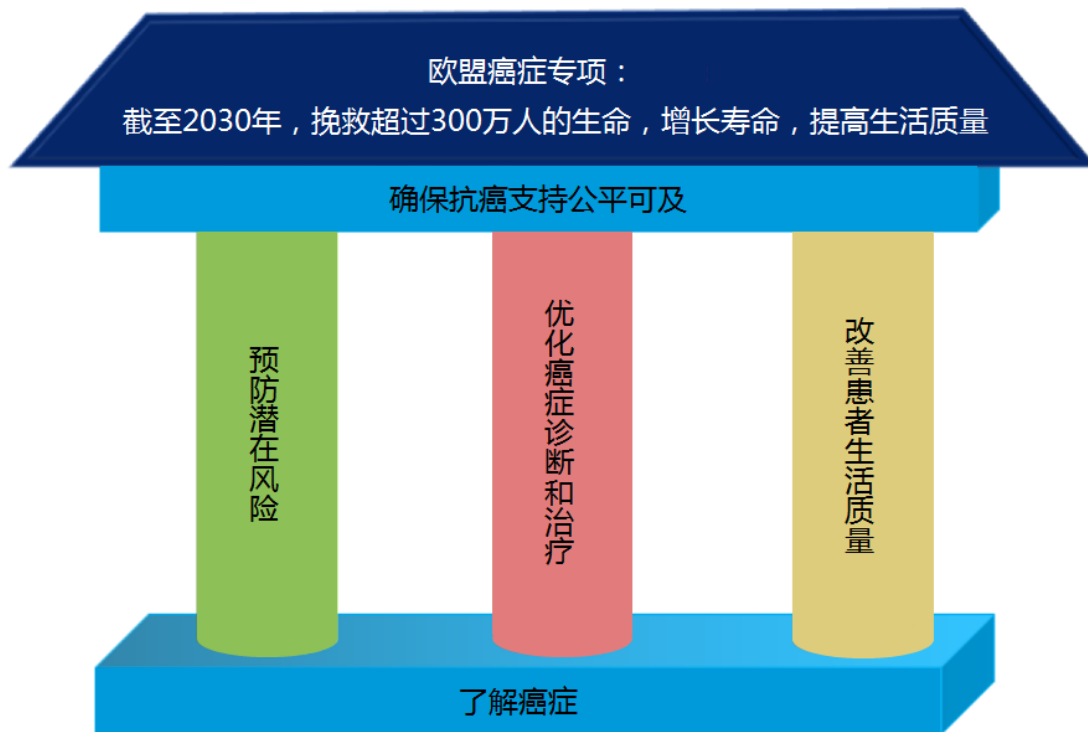 欧盟癌症专项：
截至2030年，挽救超过300万人的生命，增长寿命，提高生活质量
确保抗癌支持公平可及
预防潜在风险
优化癌症诊断和治疗
改善患者生活质量
了解癌症